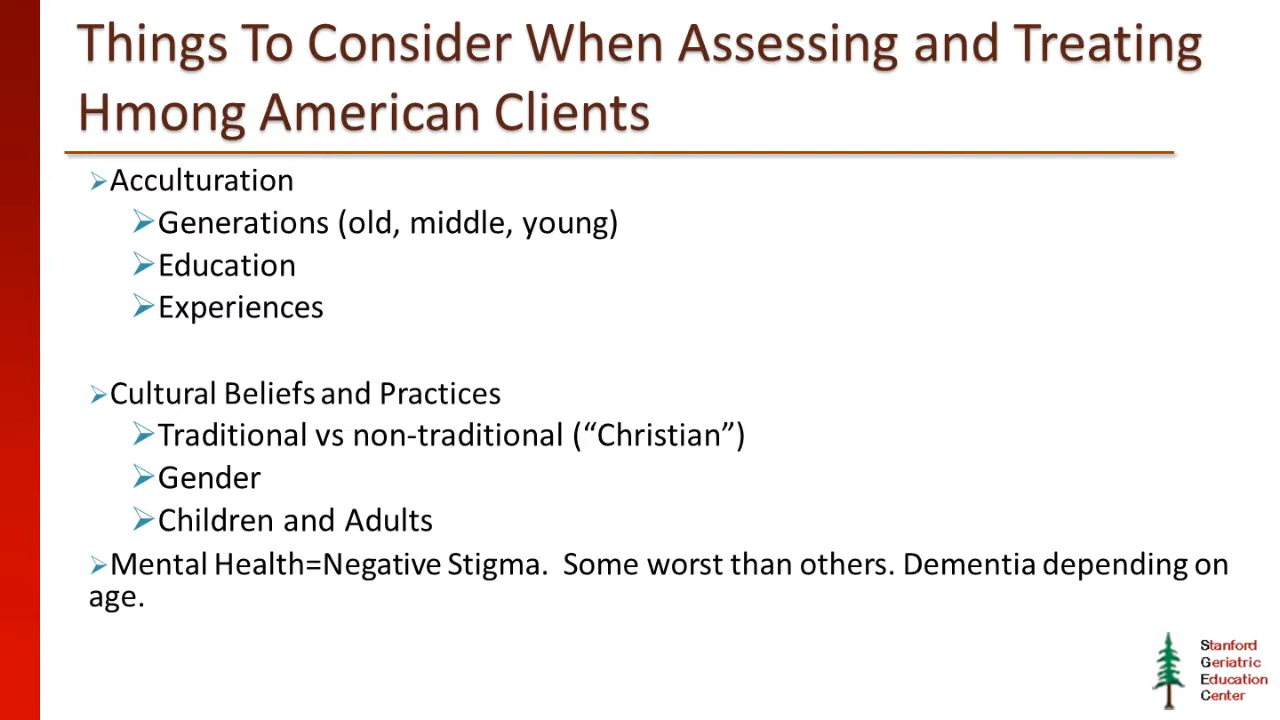 Things To Consider When Assessing and Treating
Hmong American Clients
➢Acculturation
➢Generations (old, middle, young)
➢Education
➢Experiences
➢Cultural Beliefs and Practices
➢Traditional vs non-traditional (“Christian”)
➢Gender
➢Children and Adults
➢Mental Health=Negative Stigma.  Some worst than others. Dementia depending on
age.
Stanford
Geriatric
Education
Center